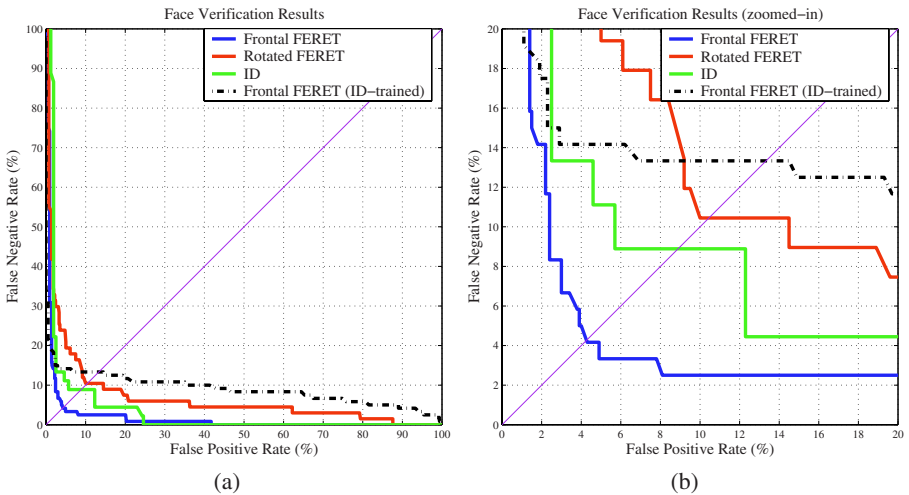 Face Verification Results
False Negative Rate (%)
100
90
80
70
60
50
40
30
20
10
0
Frontal FERET
Rotated FERET
ID
Frontal FERET (ID-trained)
0 10 20 30 40 50 60 70 80 90 100
False Positive Rate (%)
(a)
Face Verification Results (zoomed-in)
False Negative Rate (%)
20
18
16
14
12
10
8
6
4
2
0
Frontal FERET
Rotated FERET
ID
Frontal FERET (ID-trained)
0 2 4 6 8 10 12 14 16 18 20
False Positive Rate (%)
(b)